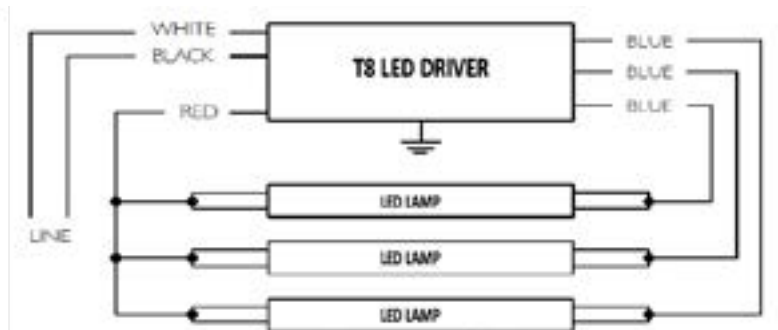 WHITE
BLACK
RED
T8 LED DRIVER
BLUE
BLUE
BLUE
LINE
LED LAMP
LED LAMP
LED LAMP